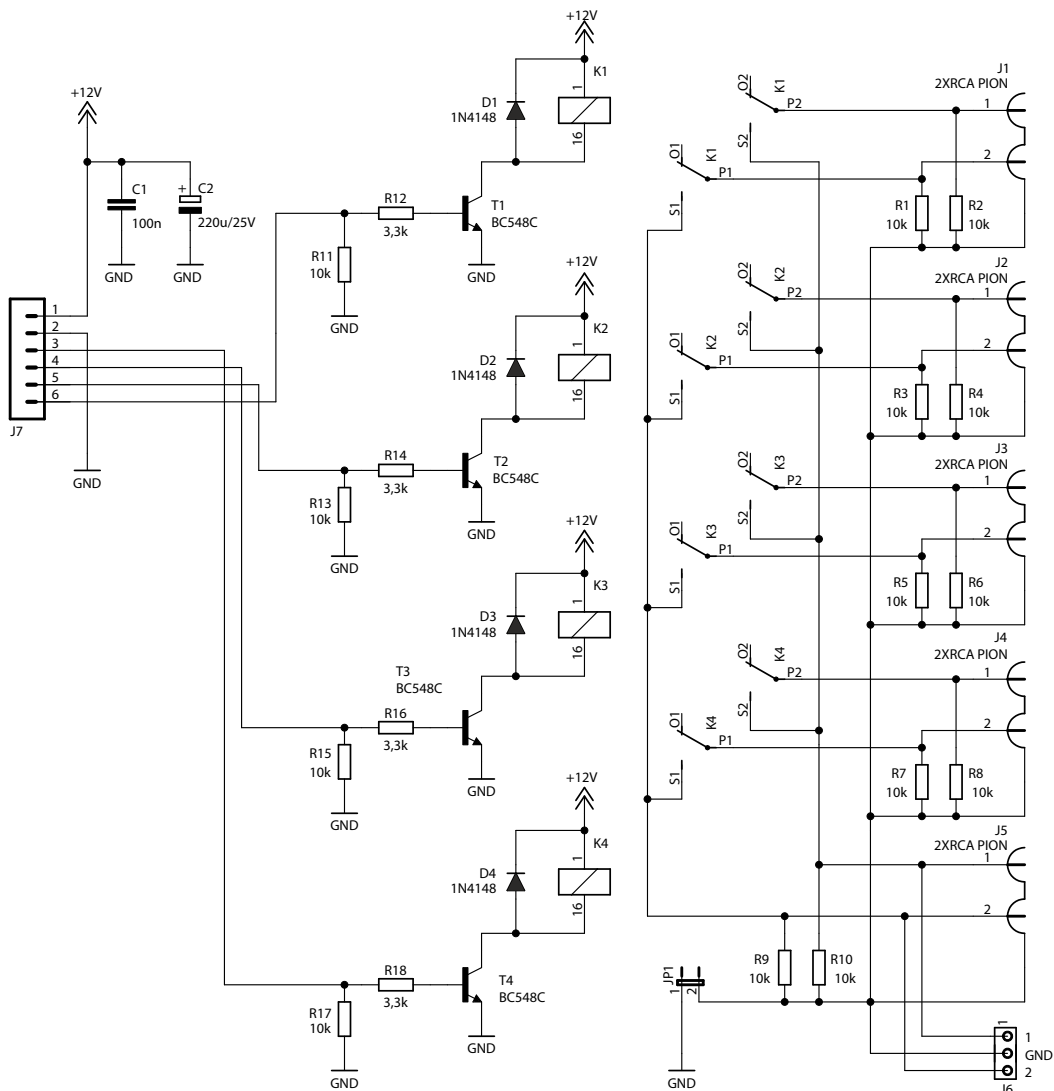 +12V
C1
100n
+
C2
220u/25V
GND
GND
1
2
3
4
5
6
J7
GND
+12V
K1
1
16
D1
1N4148
R12
3,3k
T1
BC548C
R11
10k
GND
GND
+12V
K2
1
16
D2
1N4148
R14
3,3k
T2
BC548C
R13
10k
GND
GND
+12V
K3
1
16
D3
1N4148
T3
BC548C
R16
3,3k
R15
10k
GND
GND
+12V
K4
1
16
D4
1N4148
R18
3,3k
T4
BC548C
R17
10k
GND
GND
O2
K1
P2
S2
O1
K1
P1
S1
J1
2XRCA PION
1
2
R1
10k
R2
10k
O2
K2
P2
S2
O1
K2
P1
S1
J2
2XRCA PION
1
2
R3
10k
R4
10k
O2
K3
P2
S2
O1
K3
P1
S1
J3
2XRCA PION
1
2
R5
10k
R6
10k
O2
K4
P2
S2
O1
K4
P1
S1
J4
2XRCA PION
1
2
R7
10k
R8
10k
J5
2XRCA PION
1
2
R9
10k
R10
10k
JP1
1
2
GND
1
1
GND
2
J6